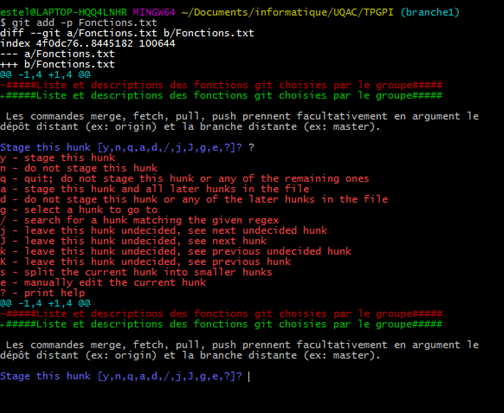 estel@LAPTOP-HQQ4LNHR MINGW64 ~/Documents/informatique/UQAC/TPGPI (branche1)
$ git add -p Fonctions.txt
diff --git a/Fonctions.txt b/Fonctions.txt
index 4f0dc76..8445182 100644
--- a/Fonctions.txt
+++ b/Fonctions.txt
@@ -1,4 +1,4 @@
-#####Liste et descriptions des fonctions git choisies par le groupe#####
+#####Liste et descriptions des fonctions git choisies par le groupe#####
Les commandes merge, fetch, pull, push prennent facultativement en argument le
dépôt distant (ex: origin) et la branche distante (ex: master).
Stage this hunk [y,n,q,a,d,/,j,J,g,e,?]? ?
y - stage this hunk
n - do not stage this hunk
q - quit; do not stage this hunk or any of the remaining ones
a - stage this hunk and all later hunks in the file
d - do not stage this hunk or any of the later hunks in the file
g - select a hunk to go to
/ - search for a hunk matching the given regex
j - leave this hunk undecided, see next undecided hunk
J - leave this hunk undecided, see next hunk
k - leave this hunk undecided, see previous undecided hunk
K - leave this hunk undecided, see previous hunk
s - split the current hunk into smaller hunks
e - manually edit the current hunk
? - print help
@@ -1,4 +1,4 @@
-#####Liste et descriptions des fonctions git choisies par le groupe#####
+#####Liste et descriptions des fonctions git choisies par le groupe#####
Les commandes merge, fetch, pull, push prennent facultativement en argument le
dépôt distant (ex: origin) et la branche distante (ex: master).
Stage this hunk [y,n,q,a,d,/,j,J,g,e,?]?